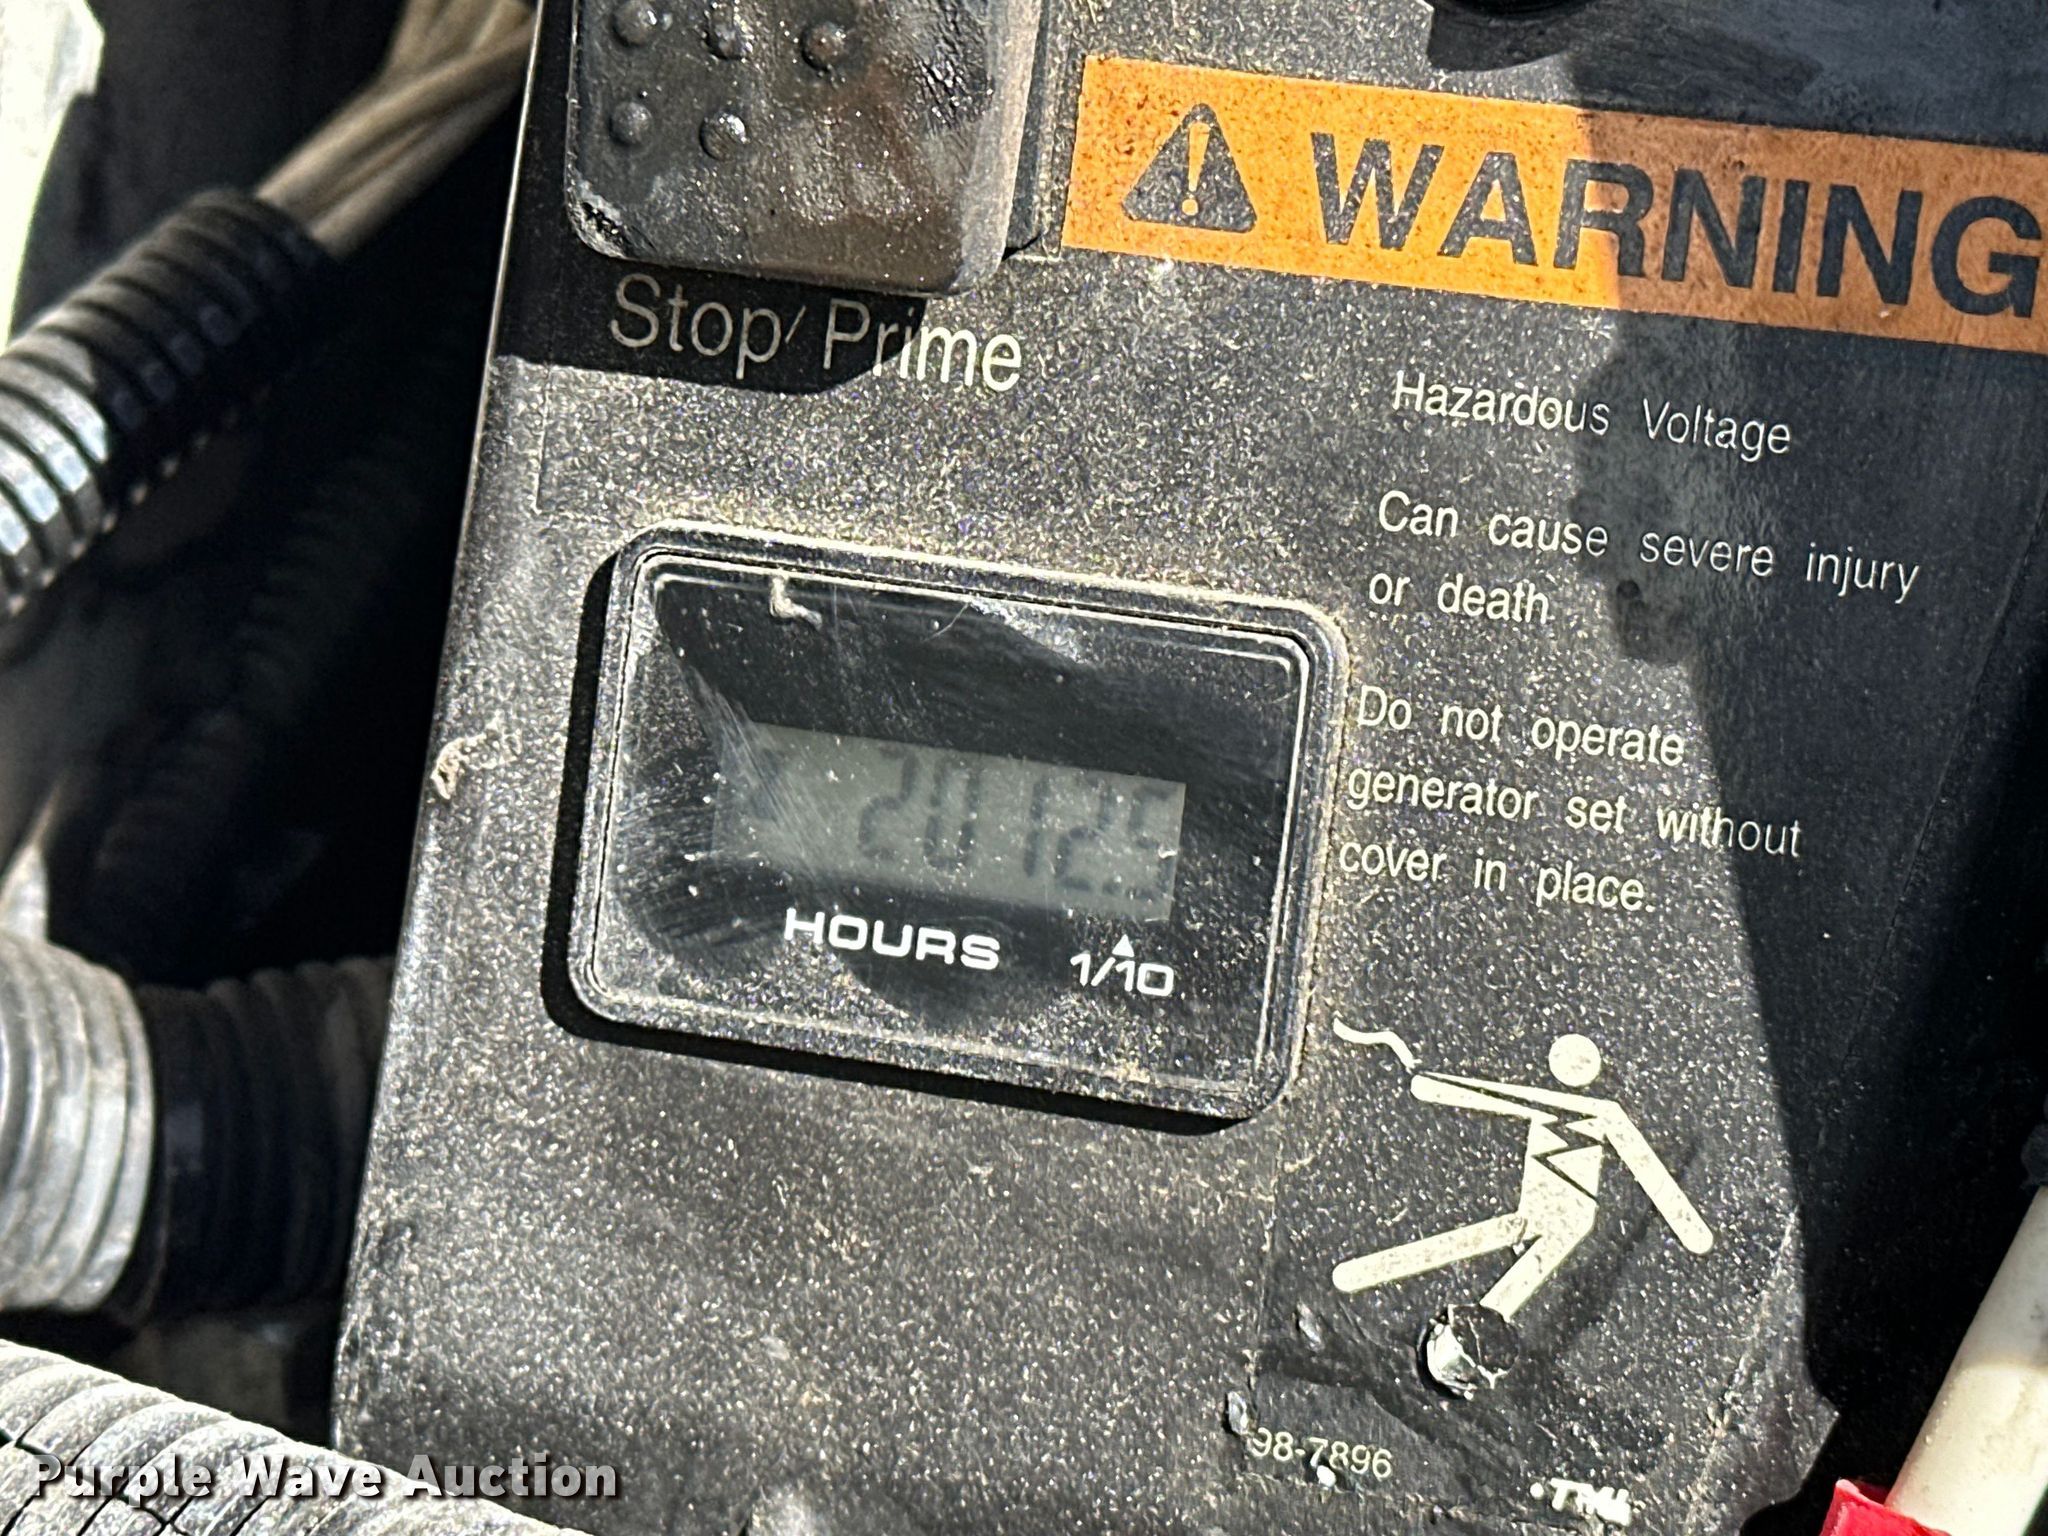 WARNING
Stop/Prime
Hazardous Voltage
Can cause severe injury
or death.
Do not operate
generator set without
cover in place.
2012.5
HOURS 1/10
98-7896
Purple Wave Auction